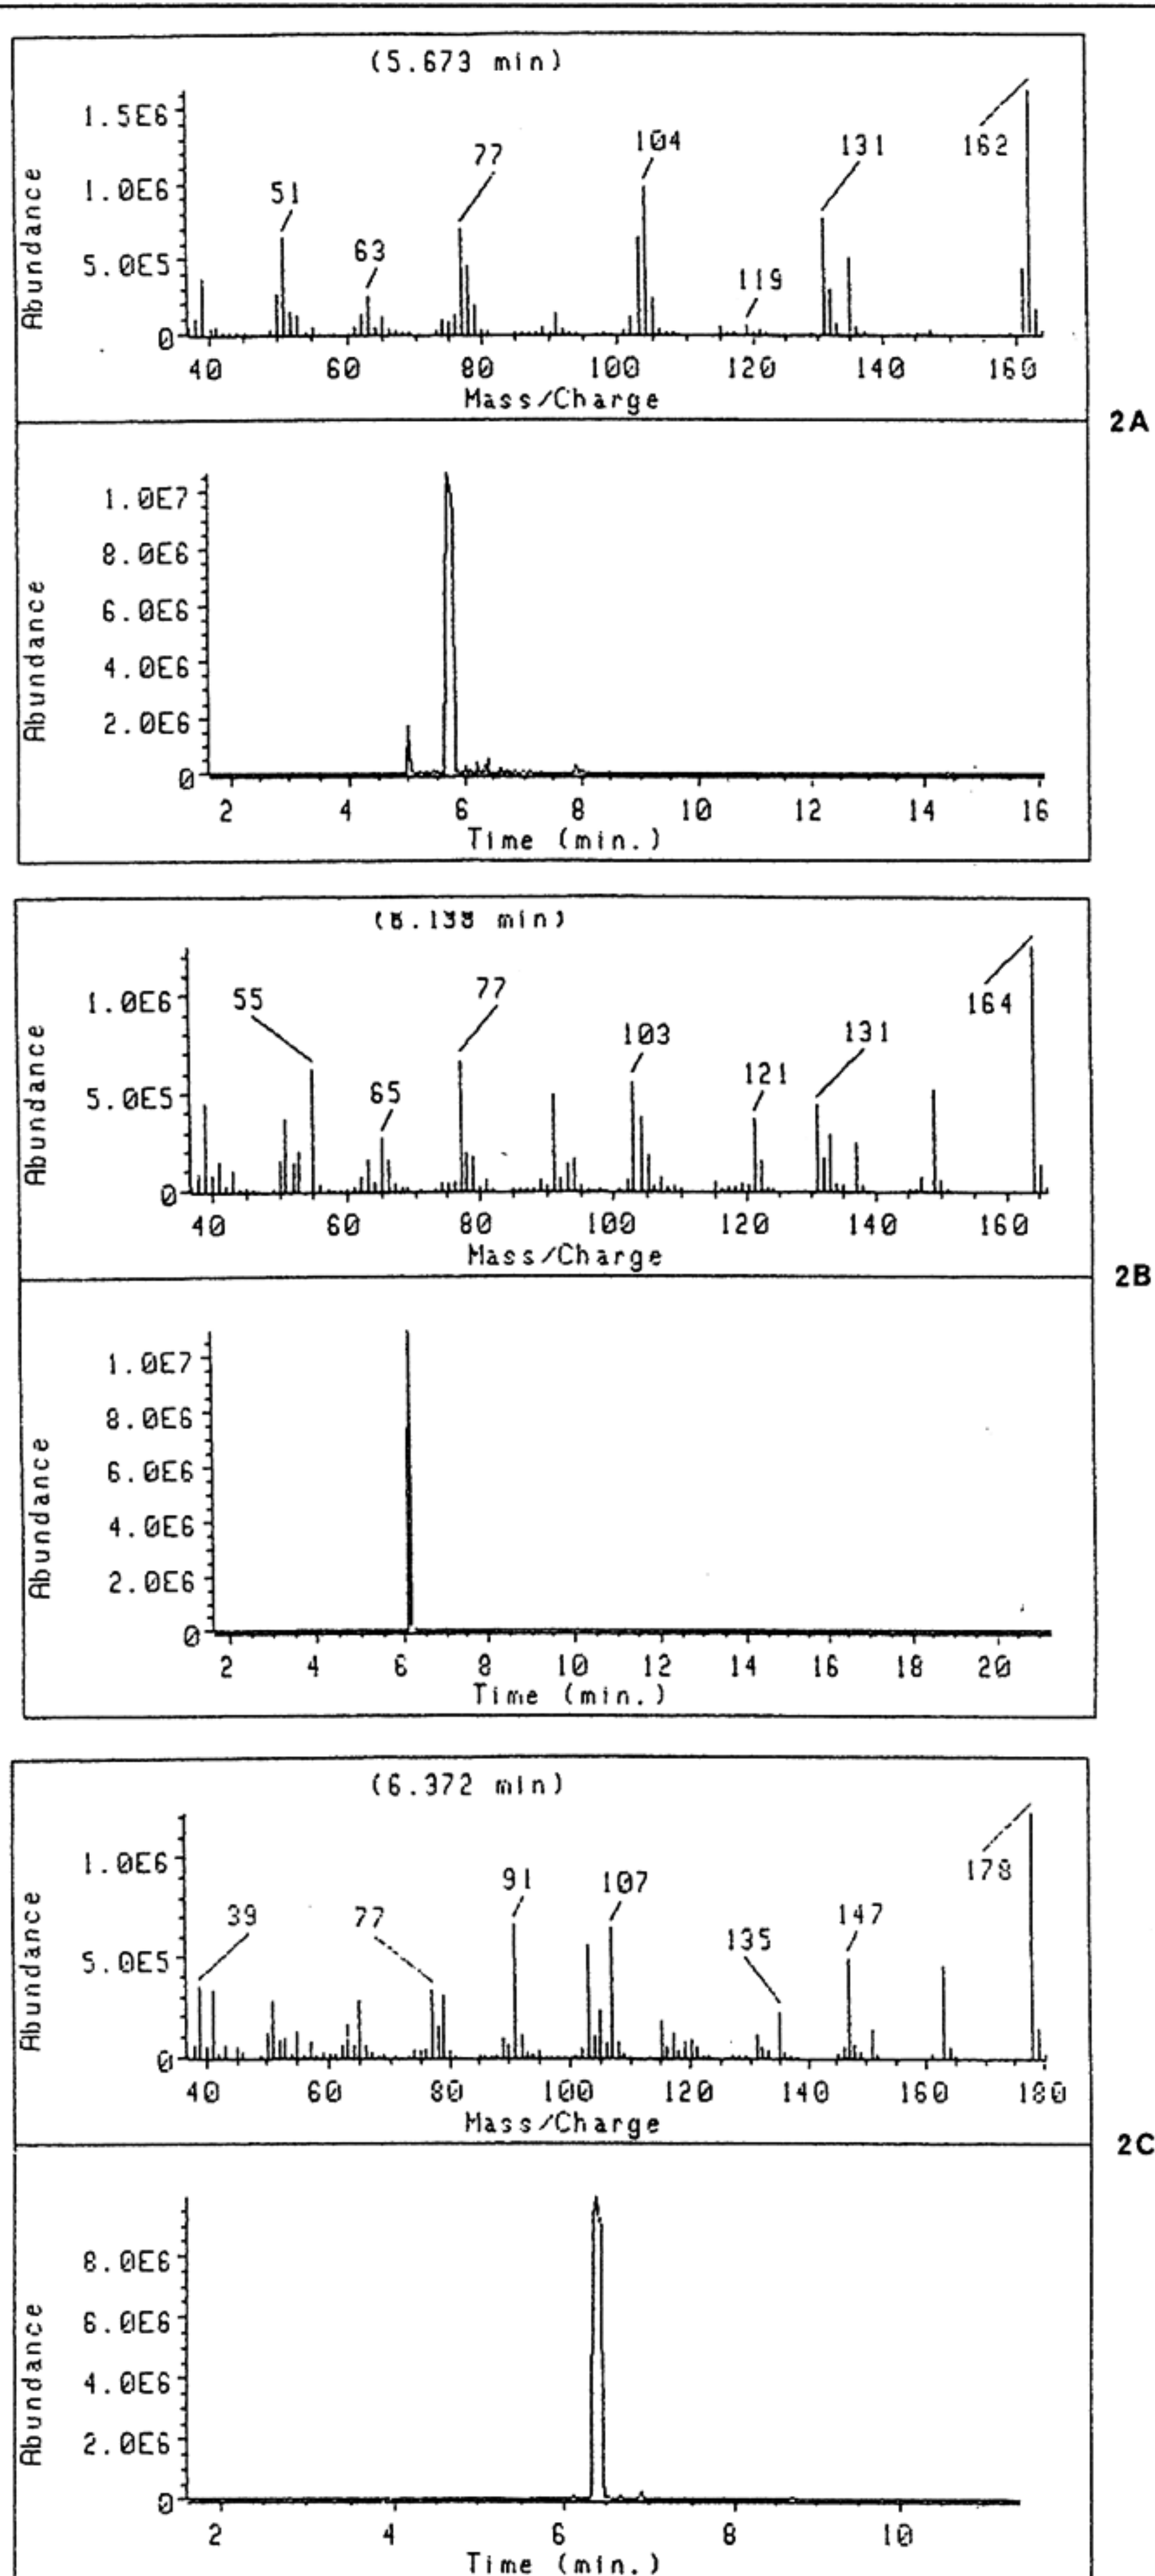 (5.673 min)
1.5E6
1.0E6
5.0E5
0
Abundance
51
63
77
104
119
131
162
40 60 80 100 120 140 160
Mass/Charge
2A
1.0E7
8.0E6
6.0E6
4.0E6
2.0E6
0
Abundance
2 4 6 8 10 12 14 16
Time (min.)
min)
1.0E6
5.0E5
0
Abundance
55
65
77
103
121
131
164
40 60 80 100 120 140 160
Mass/Charge
2B
1.0E7
8.0E6
6.0E6
4.0E6
2.0E6
0
Abundance
2 4 6 8 10 12 14 16 18 20
Time (min.)
(6.372 min)
1.0E6
5.0E5
0
Abundance
39
77
91
107
135
147
178
40 60 80 100 120 140 160 180
Mass/Charge
2C
8.0E6
6.0E6
4.0E6
2.0E6
0
Abundance
2 4 6 8 10
Time (min.)